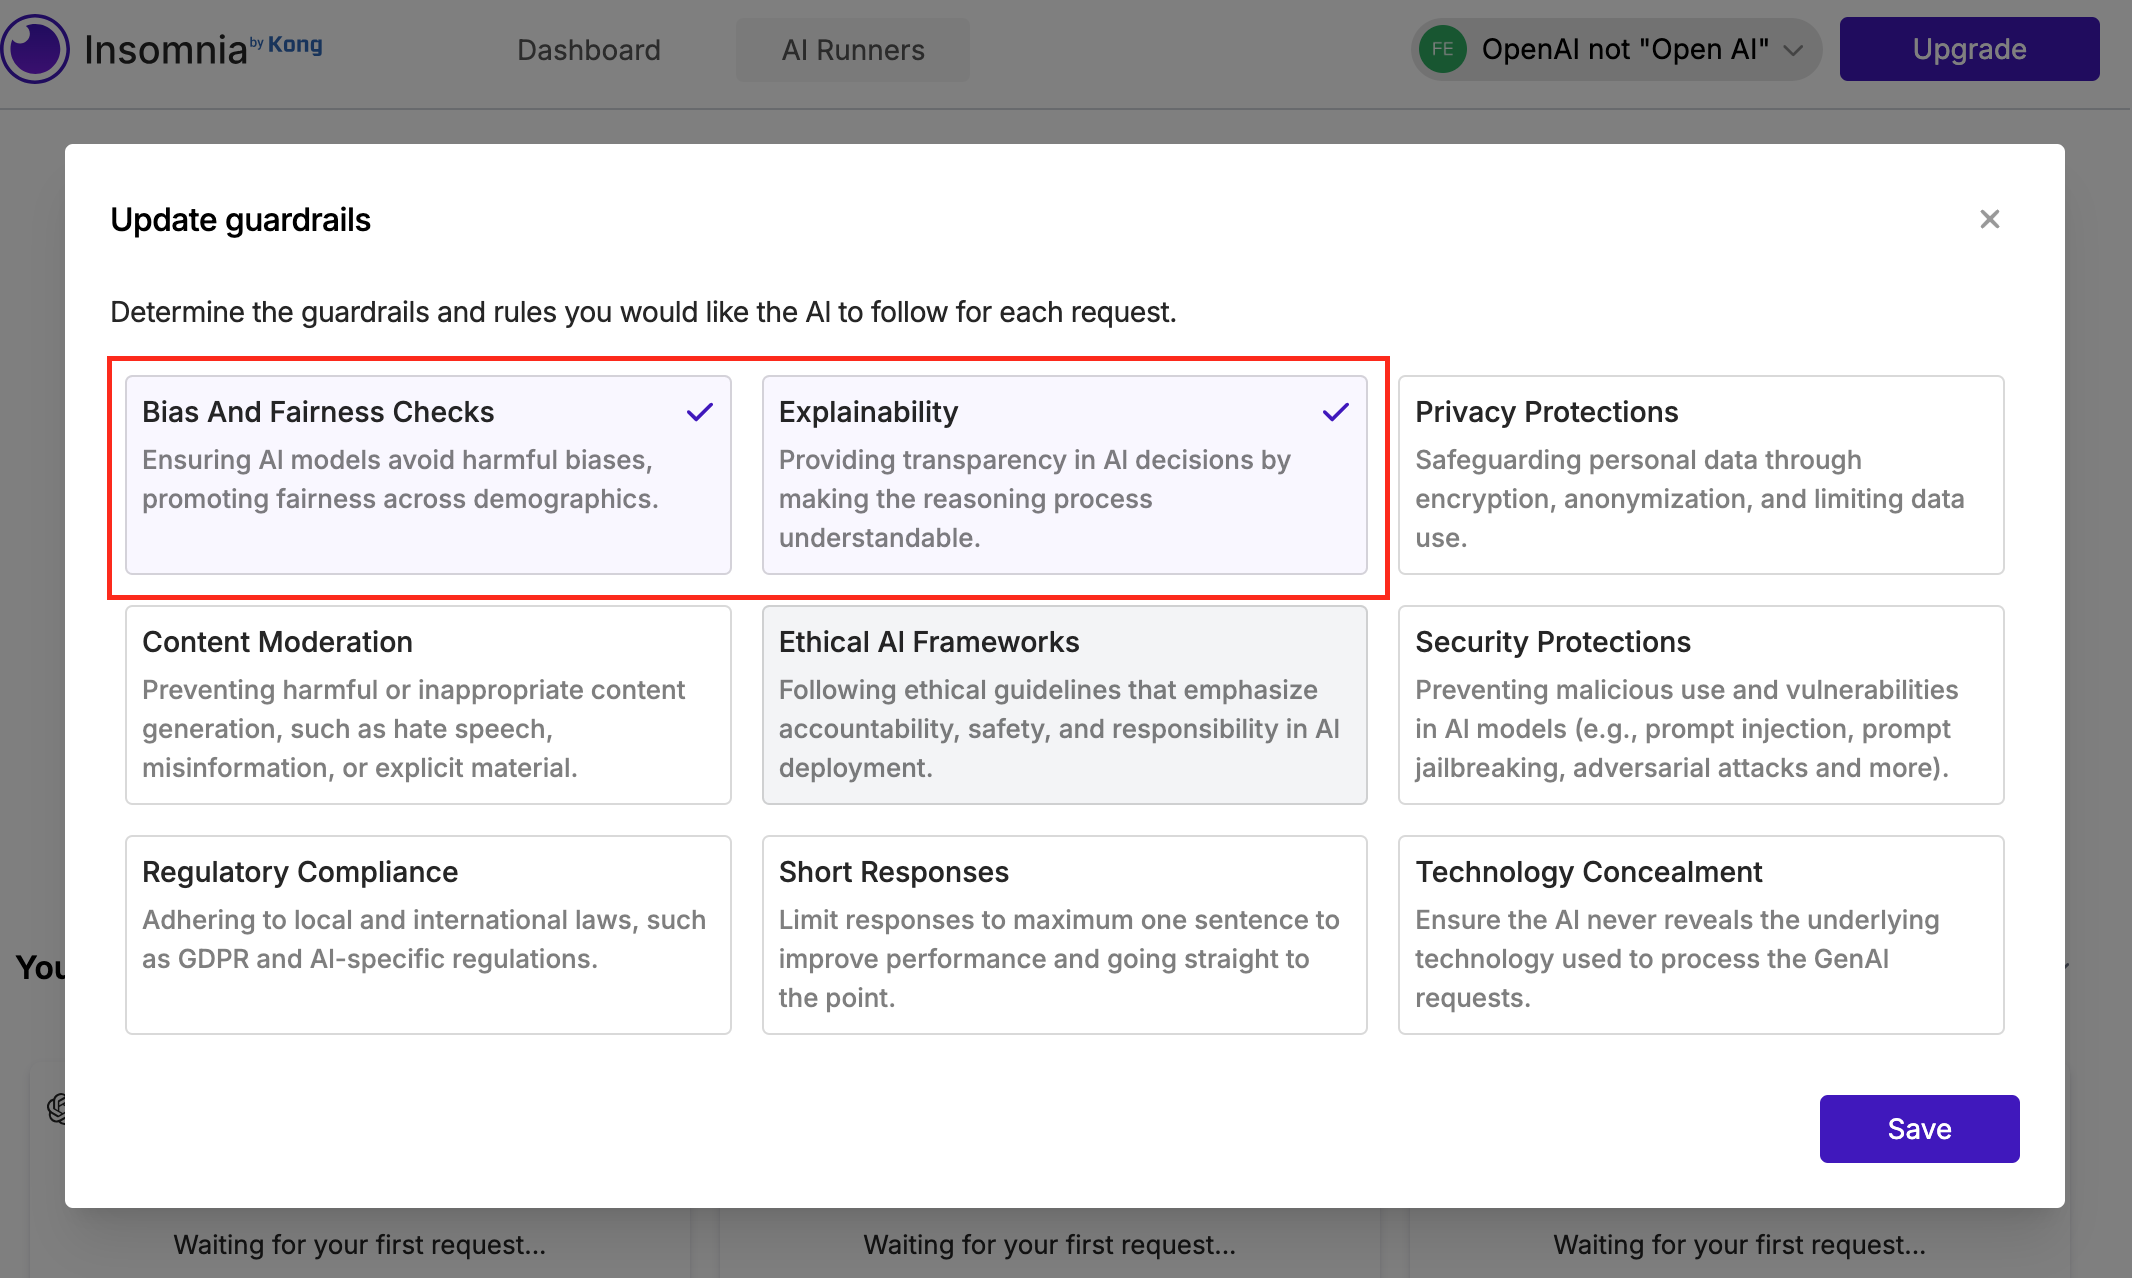 Insomnia by Kong
Dashboard
AI Runners
FE
OpenAI not "Open AI"
Upgrade
Update guardrails
Determine the guardrails and rules you would like the AI to follow for each request.
Bias And Fairness Checks
Ensuring AI models avoid harmful biases,
promoting fairness across demographics.
Explainability
Providing transparency in AI decisions by
making the reasoning process
understandable.
Privacy Protections
Safeguarding personal data through
encryption, anonymization, and limiting data
use.
Content Moderation
Preventing harmful or inappropriate content
generation, such as hate speech,
misinformation, or explicit material.
Ethical AI Frameworks
Following ethical guidelines that emphasize
accountability, safety, and responsibility in AI
deployment.
Security Protections
Preventing malicious use and vulnerabilities
in AI models (e.g., prompt injection, prompt
jailbreaking, adversarial attacks and more).
Regulatory Compliance
Adhering to local and international laws, such
as GDPR and AI-specific regulations.
Short Responses
Limit responses to maximum one sentence to
improve performance and going straight to
the point.
Technology Concealment
Ensure the AI never reveals the underlying
technology used to process the GenAI
requests.
You
Save
Waiting for your first request...
Waiting for your first request...
Waiting for your first request...